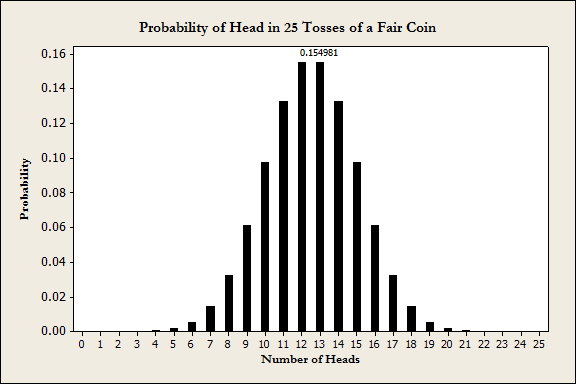 Probability of Head in 25 Tosses of a Fair Coin
0.154981
0.16
0.14
0.12
0.10
0.08
0.06
0.04
0.02
0.00
Probability
0 1 2 3 4 5 6 7 8 9 10 11 12 13 14 15 16 17 18 19 20 21 22 23 24 25
Number of Heads